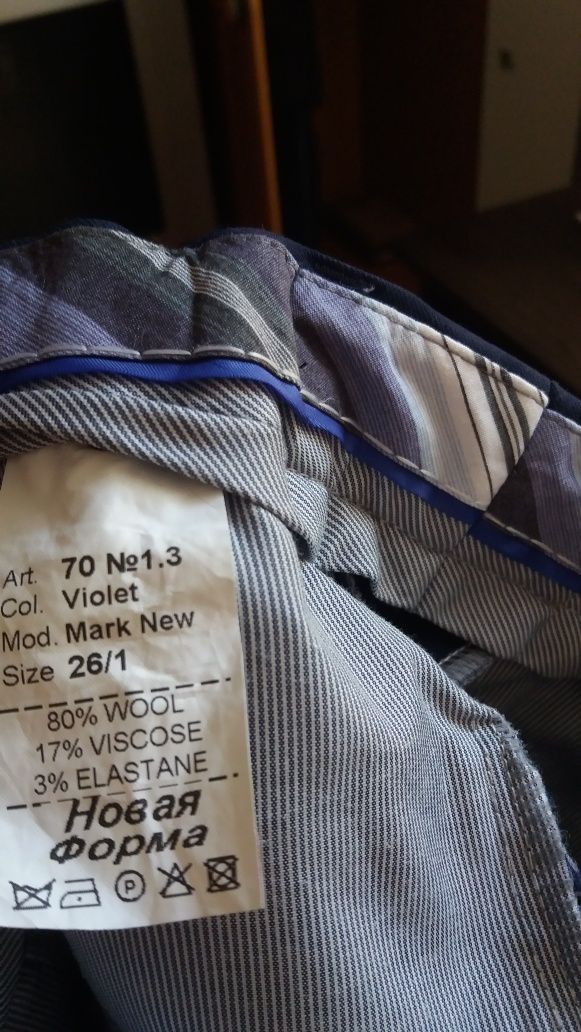 Art. 70 №1.3
Col. Violet
Mod. Mark New
Size 26/1
80% WOOL
17% VISCOSE
3% ELASTANE
Новая
Форма
P